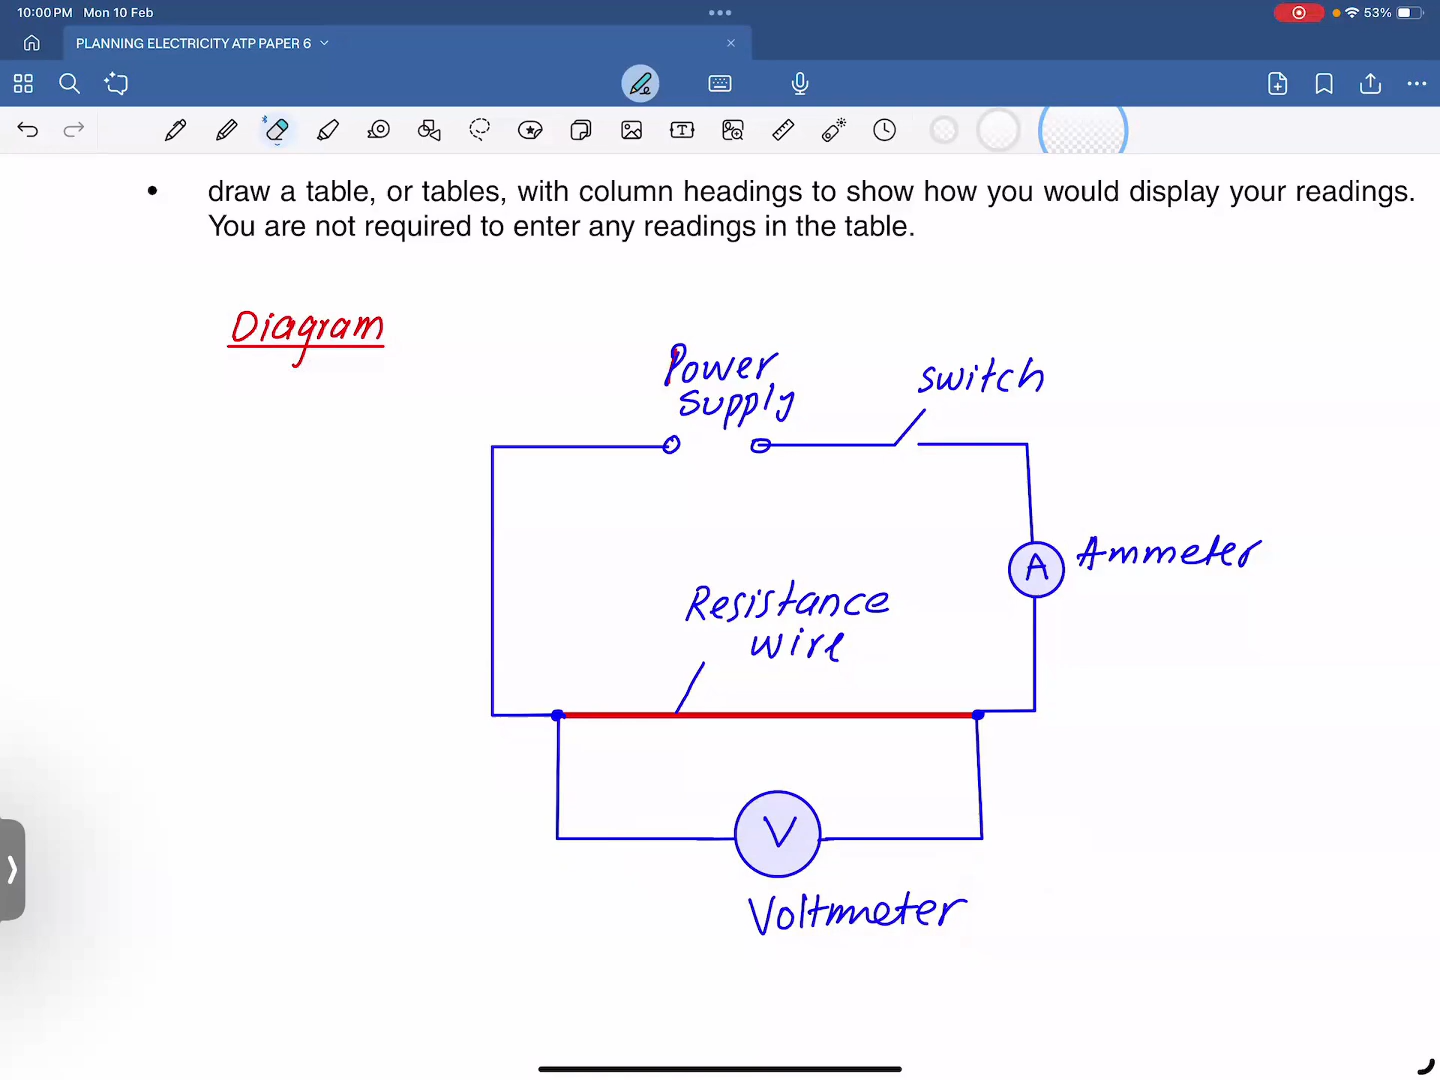 10:00 PM Mon 10 Feb
53%
PLANNING ELECTRICITY ATP PAPER 6
• draw a table, or tables, with column headings to show how you would display your readings.
You are not required to enter any readings in the table.
Diagram
Power
supply
switch
A
Ammeter
Resistance
wire
V
Voltmeter